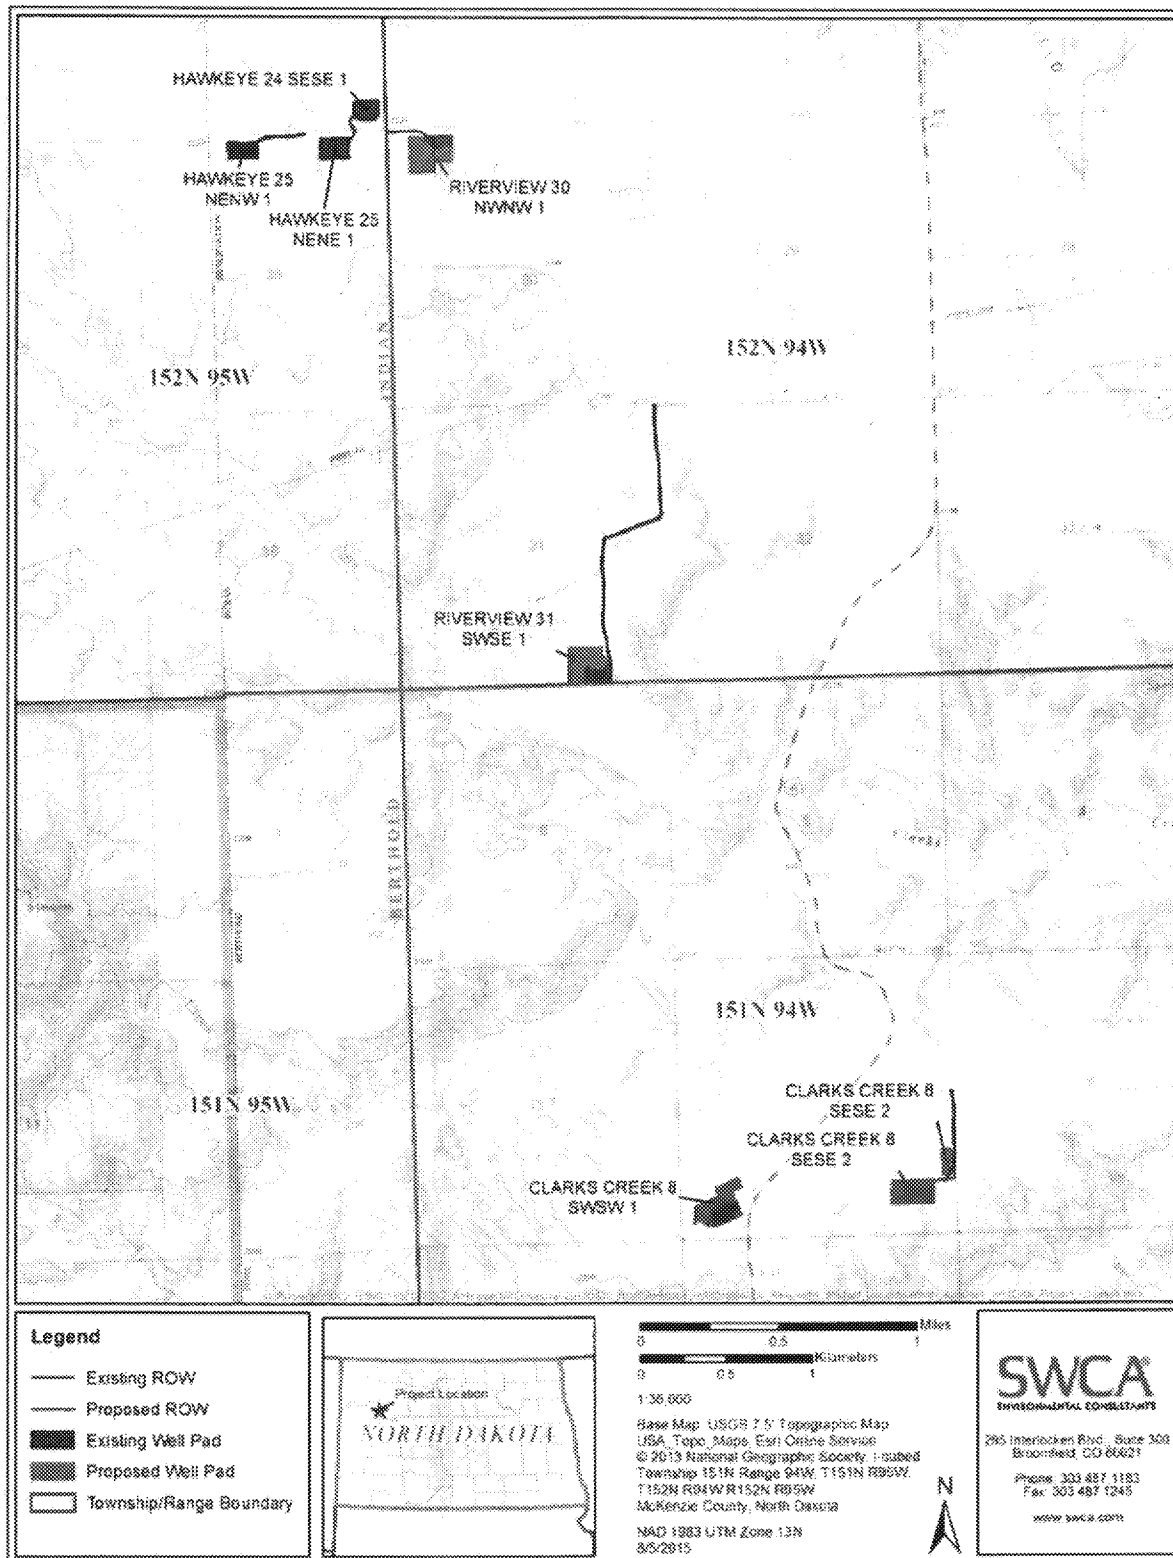 HAWKEYE 24 SESE 1
HAWKEYE 25
NENW 1
HAWKEYE 25
NENE 1
RIVERVIEW 30
NWNW 1
INDIAN
152N 95W
152N 94W
RIVERVIEW 31
SWSE 1
BERTHOLD
151N 94W
151N 95W
CLARKS CREEK 8
SESE 2
CLARKS CREEK 8
SESE 2
CLARKS CREEK 8
SWSW 1
Legend
Existing ROW
Proposed ROW
Existing Well Pad
Proposed Well Pad
Township/Range Boundary
Project Location
NORTH DAKOTA
Miles
0 0.5 1
Kilometers
0 0.5 1
Base Map: USGS 7.5' Topographic Map
USA_Topo_Maps, Esri Online Service
© 2013 National Geographic Society, i-cubed
Township 151N Range 94W, T151N R95W,
T152N R94W R152N R95W
McKenzie County, North Dakota
NAD 1983 UTM Zone 13N
8/5/2015
N
SWCA®
ENVIRONMENTAL CONSULTANTS
295 Interlocken Blvd., Suite 300
Broomfield, CO 80021
Phone: 303 487 1183
Fax: 303 487 1245
www.swca.com